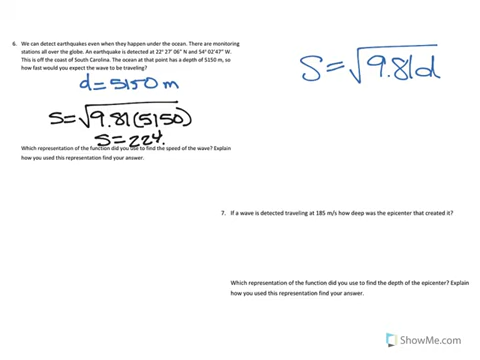 6. We can detect earthquakes even when they happen under the ocean. There are monitoring
stations all over the globe. An earthquake is detected at 22° 27' 06" N and 54° 02'47" W.
This is off the coast of South Carolina. The ocean at that point has a depth of 5150 m, so
how fast would you expect the wave to be traveling?
d=5150 m
S=√9.81d
S=√9.81(5150)
S=224.
Which representation of the function did you use to find the speed of the wave? Explain
how you used this representation find your answer.
7. If a wave is detected traveling at 185 m/s how deep was the epicenter that created it?
Which representation of the function did you use to find the depth of the epicenter? Explain
how you used this representation find your answer.
ShowMe.com